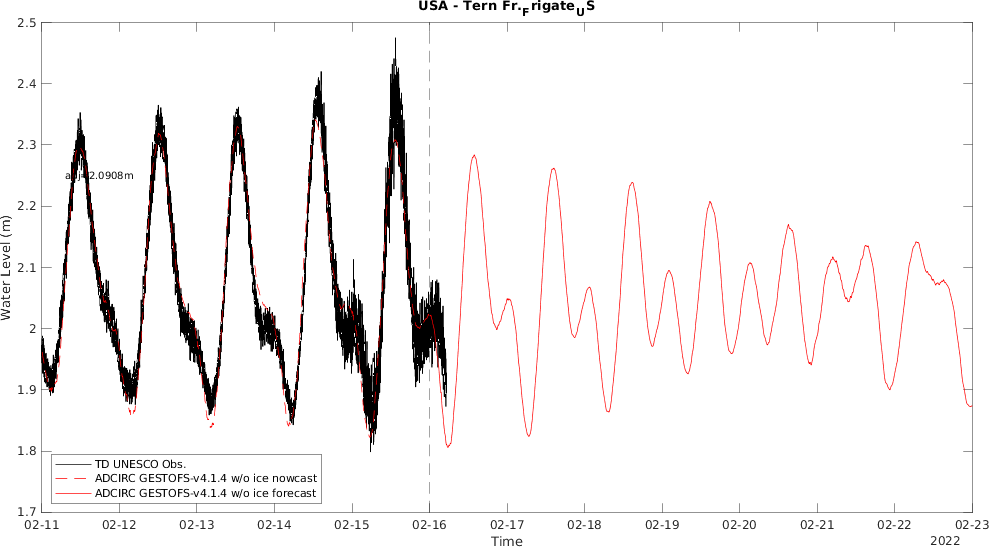 USA - Tern Fr.FrigateUS
2.5
2.4
2.3
2.2
2.1
2
1.9
1.8
1.7
Water Level (m)
2.0908m
TD UNESCO Obs.
ADCIRC GESTOFS-v4.1.4 w/o ice nowcast
ADCIRC GESTOFS-v4.1.4 w/o ice forecast
02-11 02-12 02-13 02-14 02-15 02-16 02-17 02-18 02-19 02-20 02-21 02-22 02-23
Time
2022